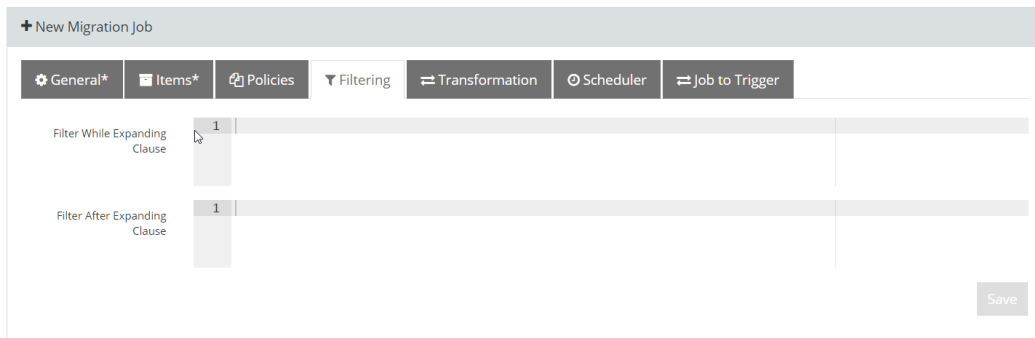 New Migration Job
General* Items* Policies Filtering Transformation Scheduler Job to Trigger
Filter While Expanding
Clause
1
Filter After Expanding
Clause
1
Save